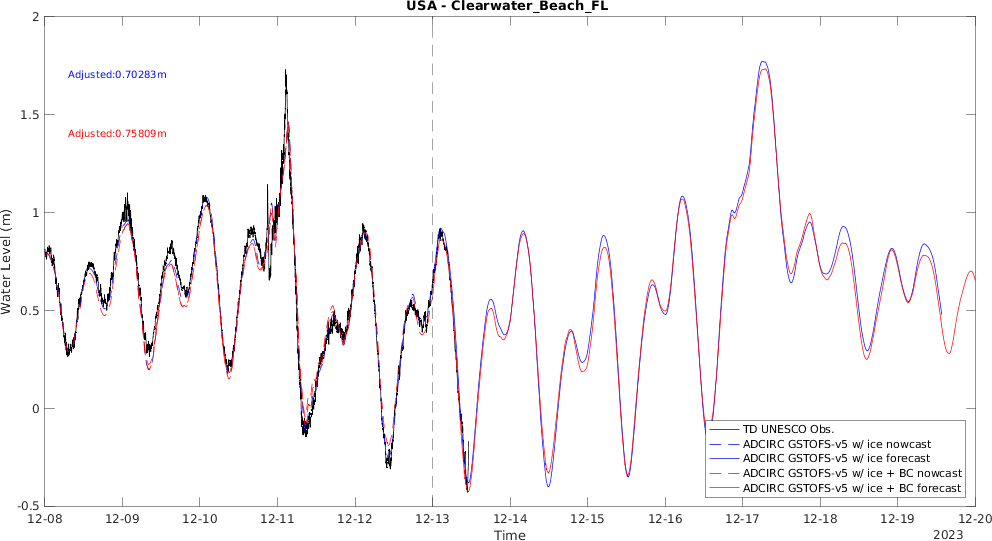 USA - Clearwater_Beach_FL
Adjusted:0.70283m
Adjusted:0.75809m
Water Level (m)
2
1.5
1
0.5
0
-0.5
TD UNESCO Obs.
ADCIRC GSTOFS-v5 w/ ice nowcast
ADCIRC GSTOFS-v5 w/ ice forecast
ADCIRC GSTOFS-v5 w/ ice + BC nowcast
ADCIRC GSTOFS-v5 w/ ice + BC forecast
12-08 12-09 12-10 12-11 12-12 12-13 12-14 12-15 12-16 12-17 12-18 12-19 12-20
Time
2023